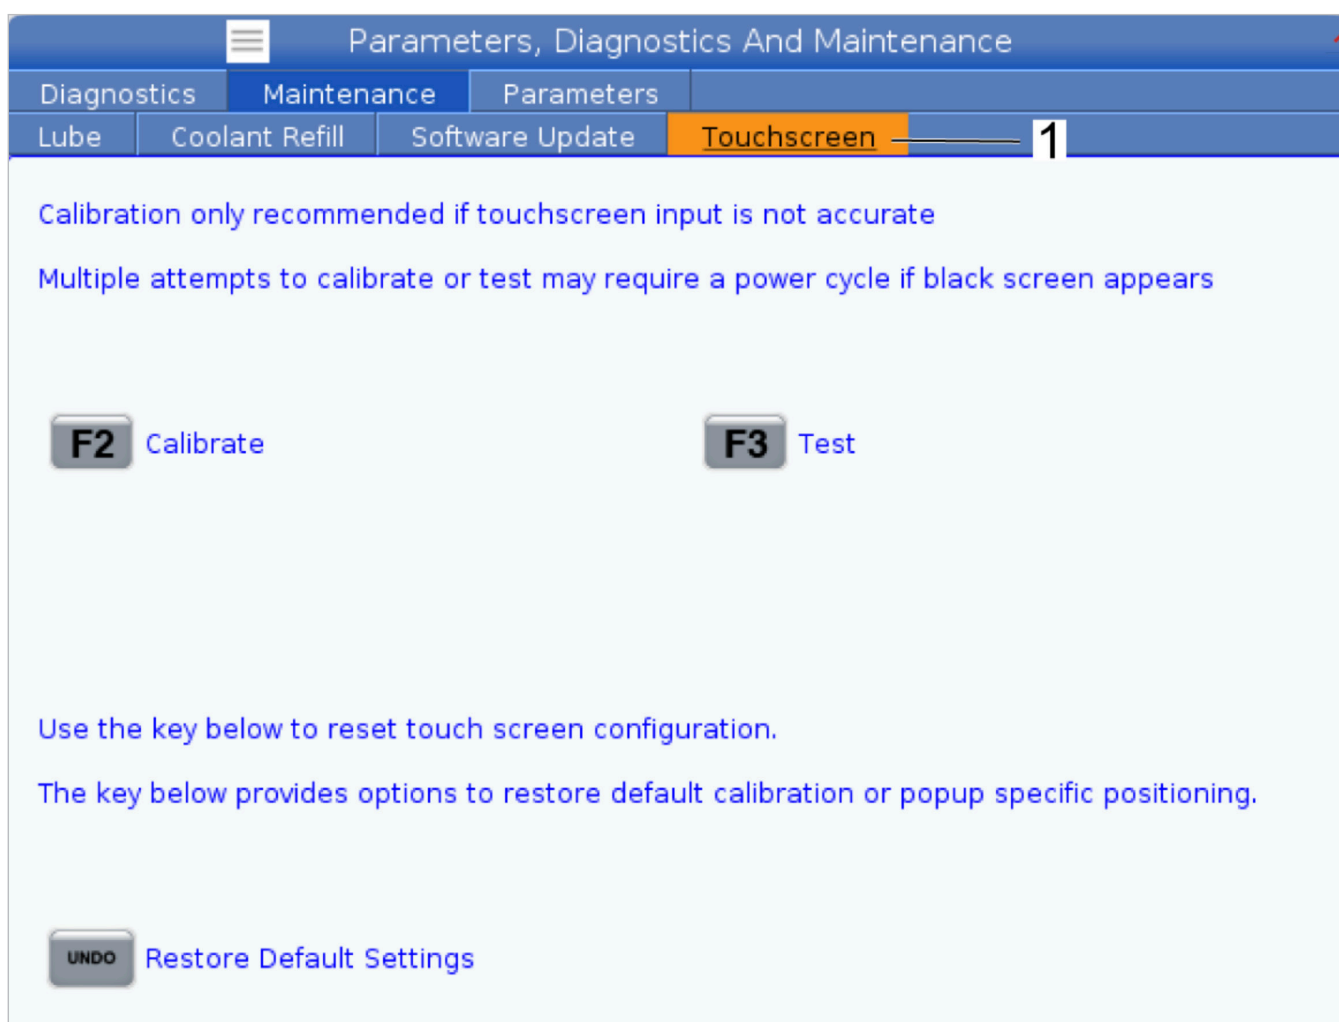 Parameters, Diagnostics And Maintenance
Diagnostics Maintenance Parameters
Lube Coolant Refill Software Update Touchscreen 1
Calibration only recommended if touchscreen input is not accurate
Multiple attempts to calibrate or test may require a power cycle if black screen appears
F2 Calibrate F3 Test
Use the key below to reset touch screen configuration.
The key below provides options to restore default calibration or popup specific positioning.
UNDO Restore Default Settings